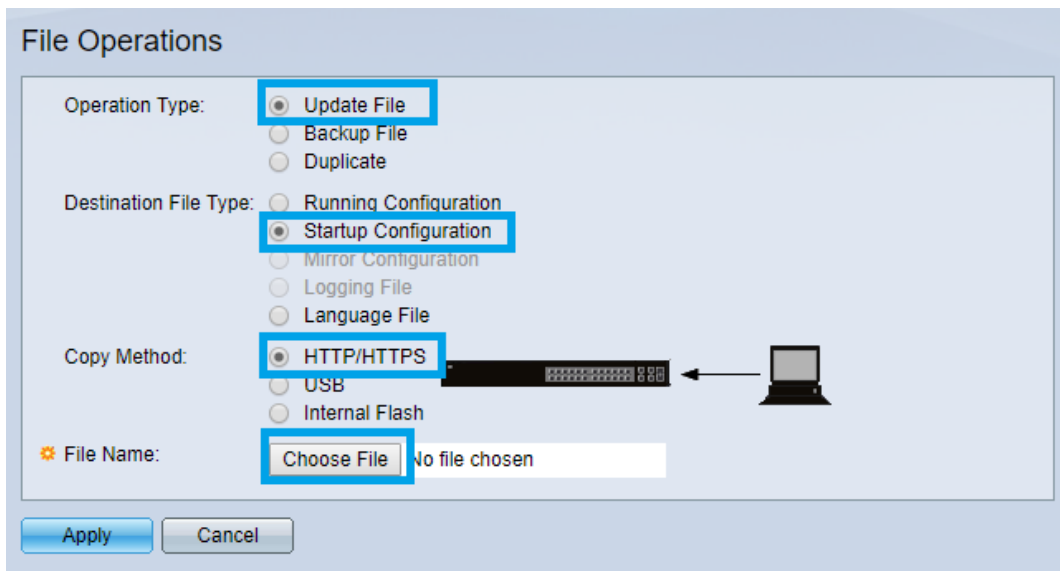 File Operations
Operation Type: Update File
Backup File
Duplicate
Destination File Type: Running Configuration
Startup Configuration
Mirror Configuration
Logging File
Language File
Copy Method: HTTP/HTTPS
USB
Internal Flash
File Name: Choose File No file chosen
Apply Cancel